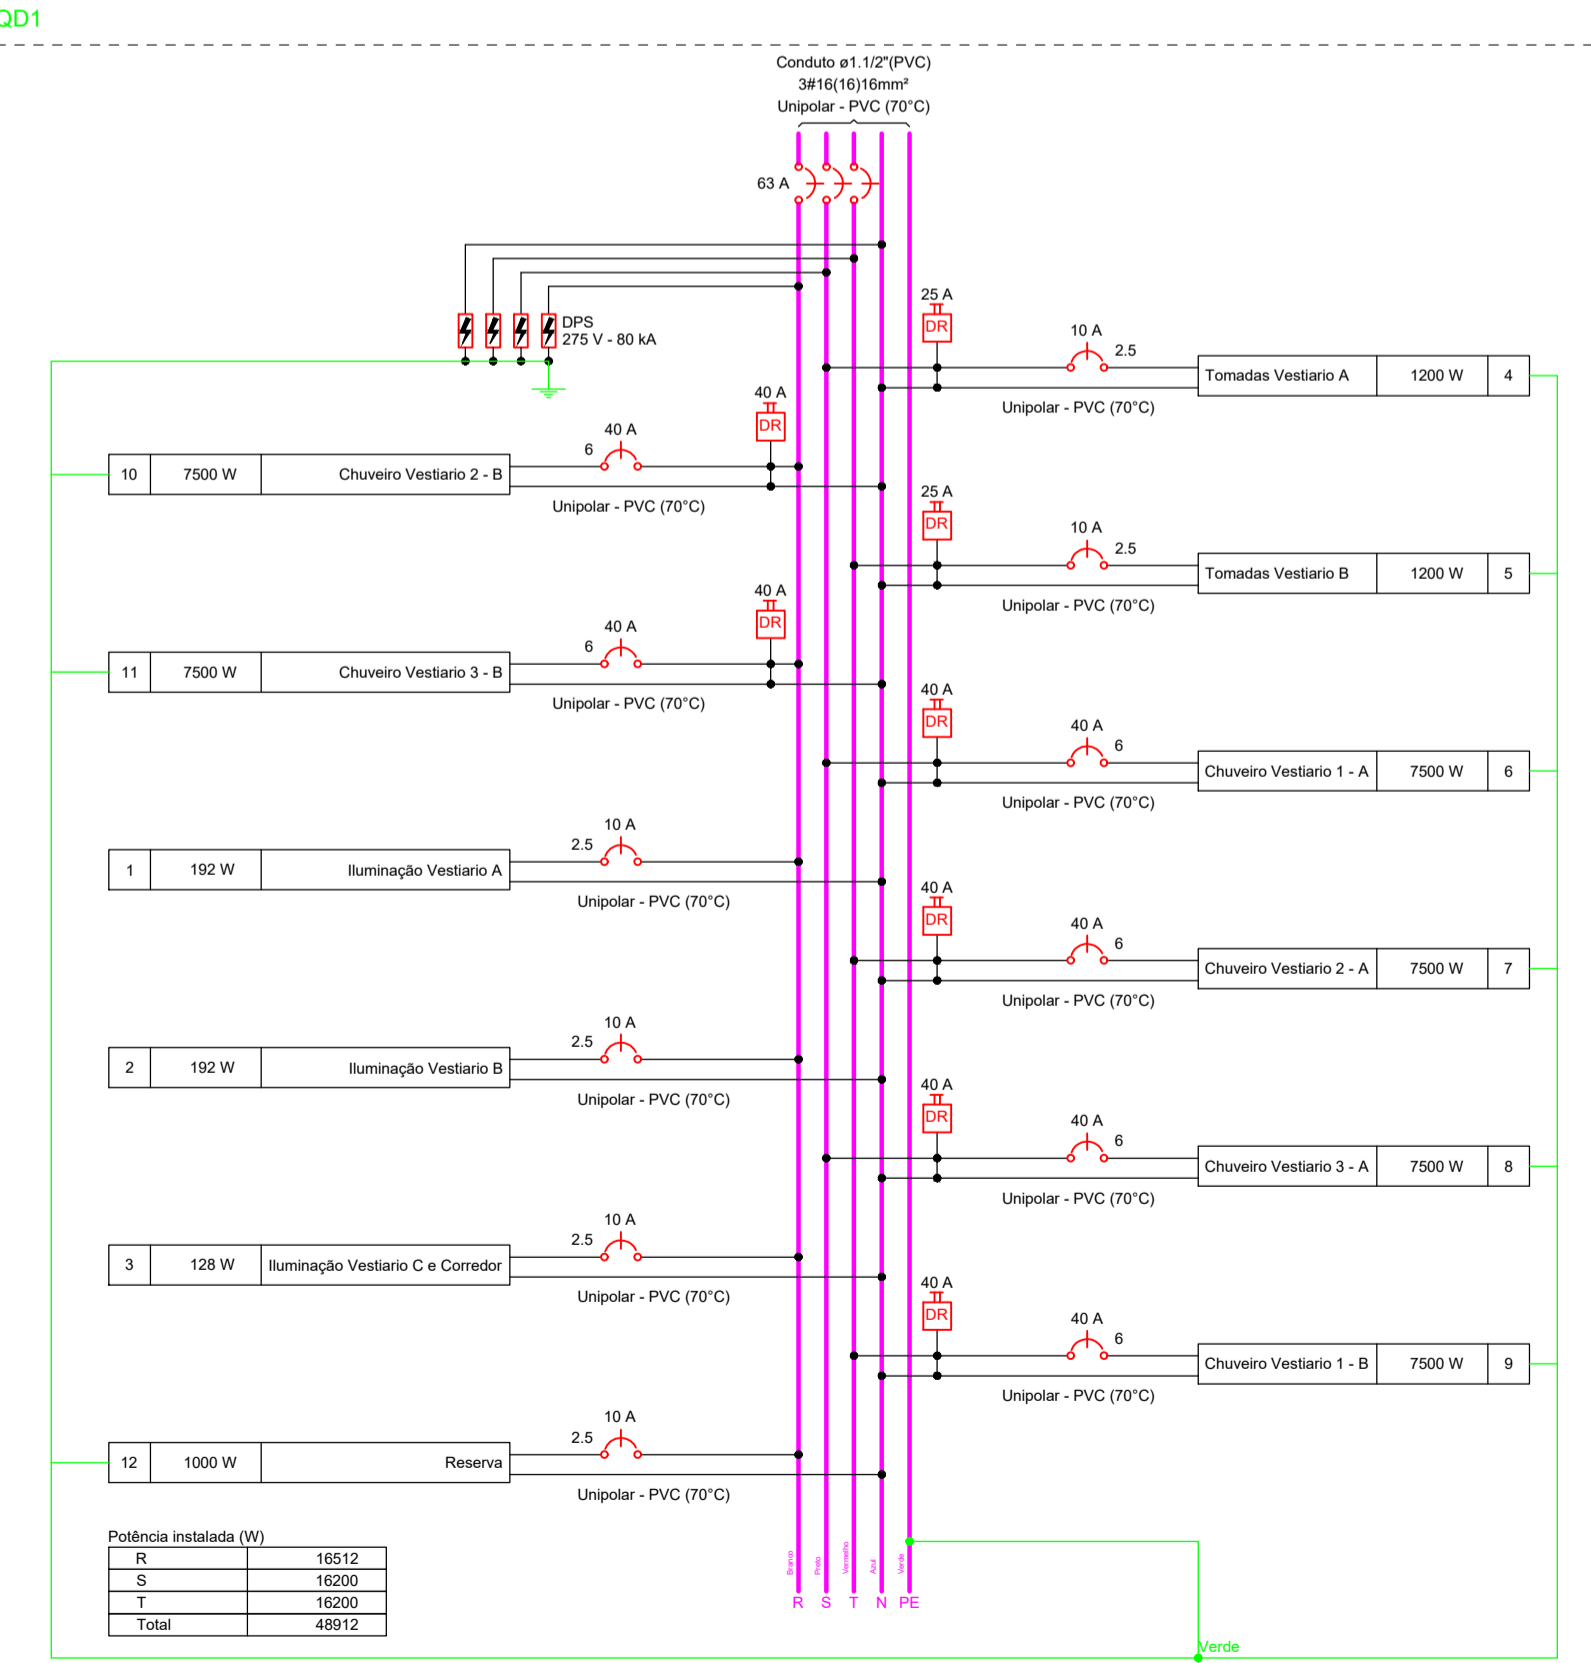 QD1
Conduto ø1.1/2"(PVC)
3#16(16)16mm²
Unipolar - PVC (70°C)
63 A
DPS
275 V - 80 kA
25 A
DR
10 A
2.5
Tomadas Vestiario A 1200 W 4
Unipolar - PVC (70°C)
40 A
DR
40 A
6
10 7500 W Chuveiro Vestiario 2 - B
Unipolar - PVC (70°C)
25 A
DR
10 A
2.5
Tomadas Vestiario B 1200 W 5
Unipolar - PVC (70°C)
40 A
DR
40 A
6
11 7500 W Chuveiro Vestiario 3 - B
Unipolar - PVC (70°C)
40 A
DR
40 A
6
Chuveiro Vestiario 1 - A 7500 W 6
Unipolar - PVC (70°C)
10 A
2.5
1 192 W Iluminação Vestiario A
Unipolar - PVC (70°C)
40 A
DR
40 A
6
Chuveiro Vestiario 2 - A 7500 W 7
Unipolar - PVC (70°C)
10 A
2.5
2 192 W Iluminação Vestiario B
Unipolar - PVC (70°C)
40 A
DR
40 A
6
Chuveiro Vestiario 3 - A 7500 W 8
Unipolar - PVC (70°C)
10 A
2.5
3 128 W Iluminação Vestiario C e Corredor
Unipolar - PVC (70°C)
40 A
DR
40 A
6
Chuveiro Vestiario 1 - B 7500 W 9
Unipolar - PVC (70°C)
10 A
2.5
12 1000 W Reserva
Unipolar - PVC (70°C)
Potência instalada (W)
R 16512
S 16200
T 16200
Total 48912
Branco
Preto
Vermelho
Azul
Verde
R S T N PE
Verde